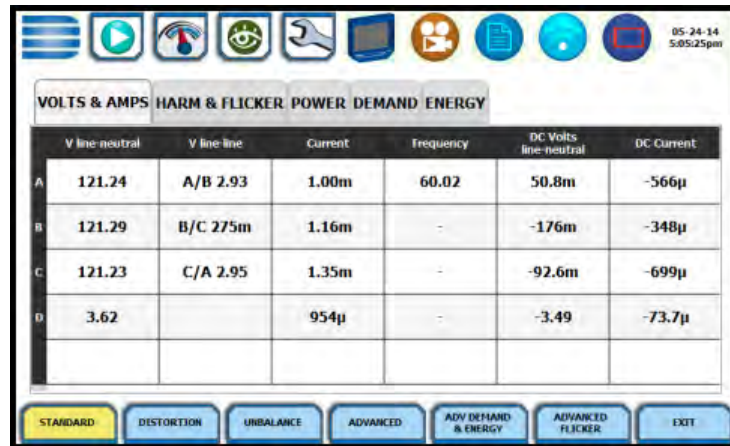 05-24-14
5:05:25pm
VOLTS & AMPS HARM & FLICKER POWER DEMAND ENERGY
V line-neutral V line-line Current Frequency DC Volts line-neutral DC Current
A 121.24 A/B 2.93 1.00m 60.02 50.8m -566µ
B 121.29 B/C 275m 1.16m - -176m -348µ
C 121.23 C/A 2.95 1.35m - -92.6m -699µ
D 3.62 954µ - -3.49 -73.7µ
STANDARD DISTORTION UNBALANCE ADVANCED ADV DEMAND & ENERGY ADVANCED FLICKER EXIT